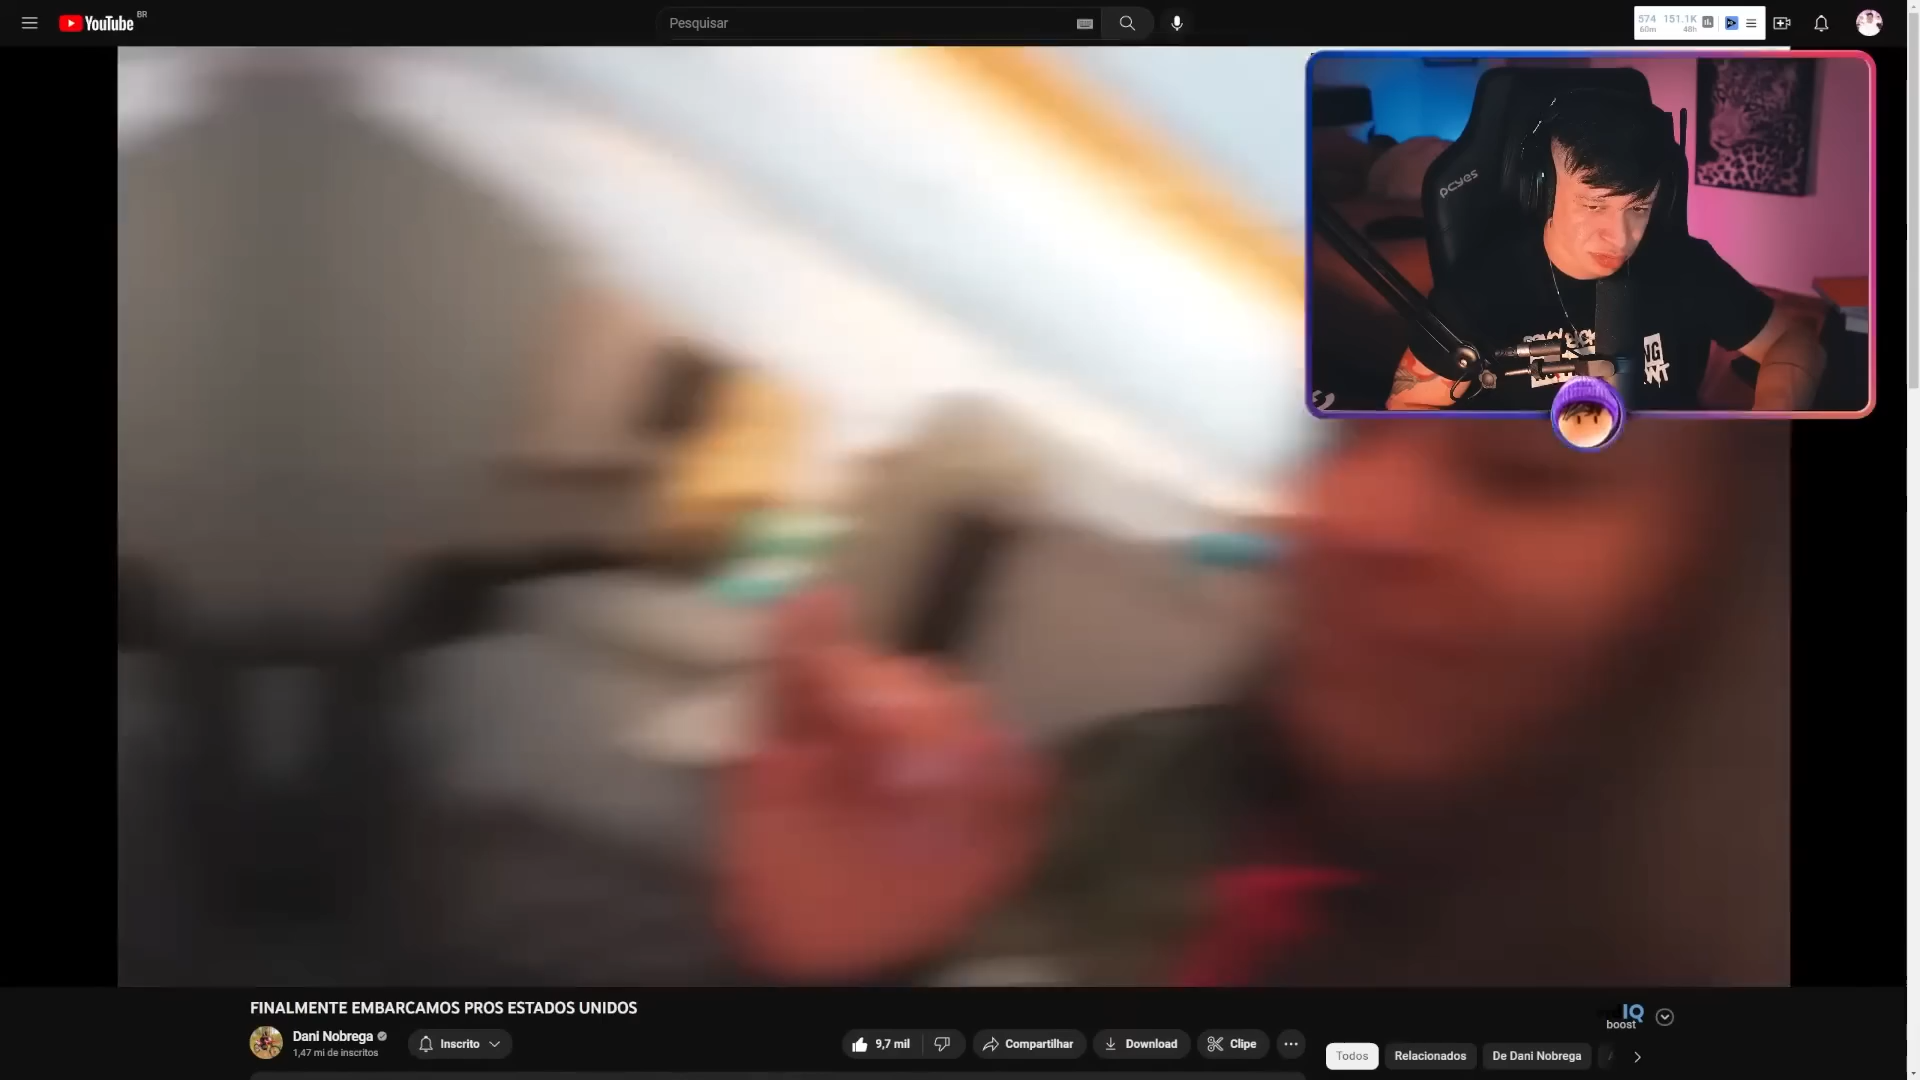 YouTube BR
Pesquisar
574 151.1K
60m 48h
pcyes
FINALMENTE EMBARCAMOS PROS ESTADOS UNIDOS
IQ
boost
Dani Nobrega
1,47 mi de inscritos
Inscrito
9,7 mil
Compartilhar
Download
Clipe
Todos
Relacionados
De Dani Nobrega